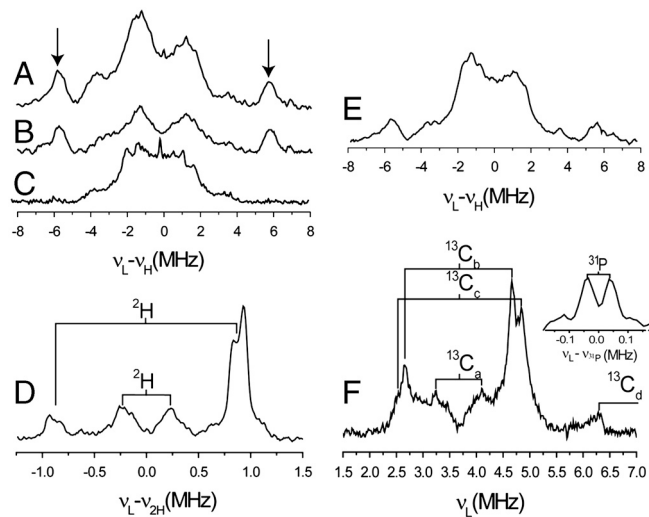 A
B
C
-8 -6 -4 -2 0 2 4 6 8
νL-νH(MHz)
E
-8 -6 -4 -2 0 2 4 6 8
νL-νH(MHz)
D
2H
2H
-1.0 -0.5 0.0 0.5 1.0 1.5
νL-ν2H(MHz)
F
13Cb
13Cc
13Ca
13Cd
1.5 2.0 2.5 3.0 3.5 4.0 4.5 5.0 5.5 6.0 6.5 7.0
νL(MHz)
31P
-0.1 0.0 0.1
νL - ν31P (MHz)